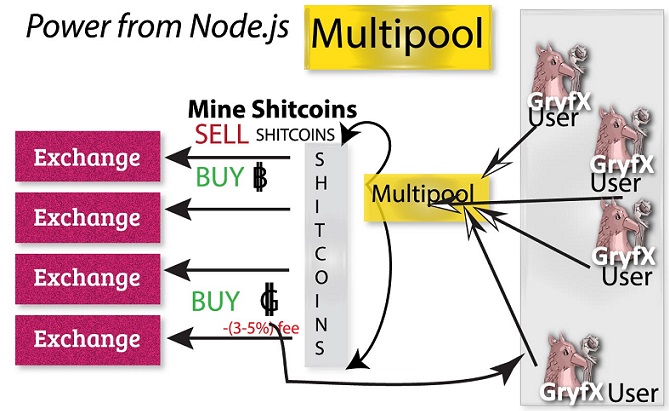 Power from Node.js
Multipool
Mine Shitcoins
SELL SHITCOINS
Exchange
BUY ฿
Exchange
Exchange
BUY
-(3-5%) fee
Exchange
SHITCOINS
Multipool
GryfX
User
GryfX
User
GryfX
User
GryfX User